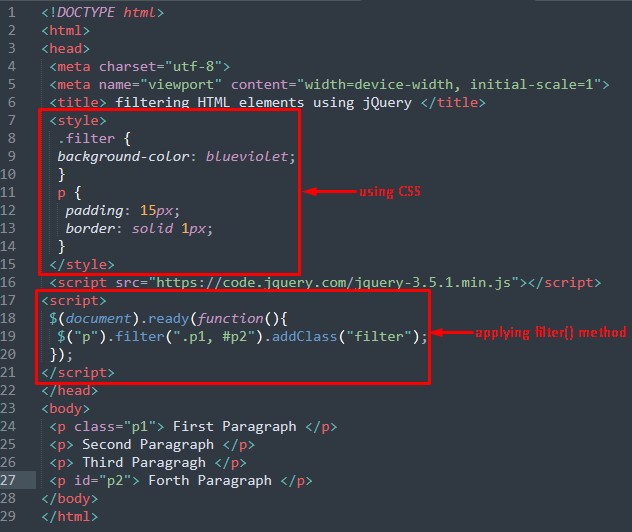 1 <!DOCTYPE html>
2 <html>
3 <head>
4 <meta charset="utf-8">
5 <meta name="viewport" content="width=device-width, initial-scale=1">
6 <title> filtering HTML elements using jQuery </title>
7 <style>
8 .filter {
9 background-color: blueviolet;
10 }
11 p { using CSS
12 padding: 15px;
13 border: solid 1px;
14 }
15 </style>
16 <script src="https://code.jquery.com/jquery-3.5.1.min.js"></script>
17 <script>
18 $(document).ready(function(){
19 $("p").filter(".p1, #p2").addClass("filter"); applying filter() method
20 });
21 </script>
22 </head>
23 <body>
24 <p class="p1"> First Paragraph </p>
25 <p> Second Paragraph </p>
26 <p> Third Paragragh </p>
27 <p id="p2"> Forth Paragraph </p>
28 </body>
29 </html>